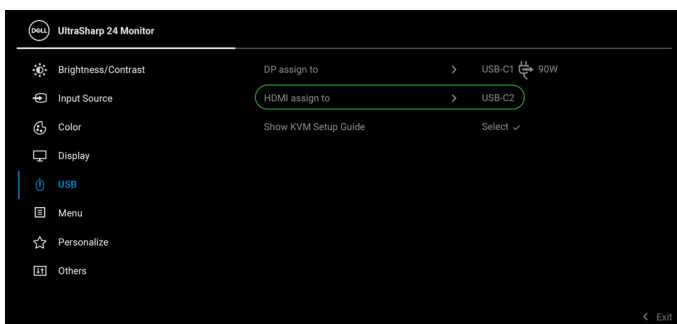 DELL UltraSharp 24 Monitor
Brightness/Contrast DP assign to > USB-C1 90W
Input Source HDMI assign to > USB-C2
Color Show KVM Setup Guide Select ✓
Display
USB
Menu
Personalize
Others
< Exit